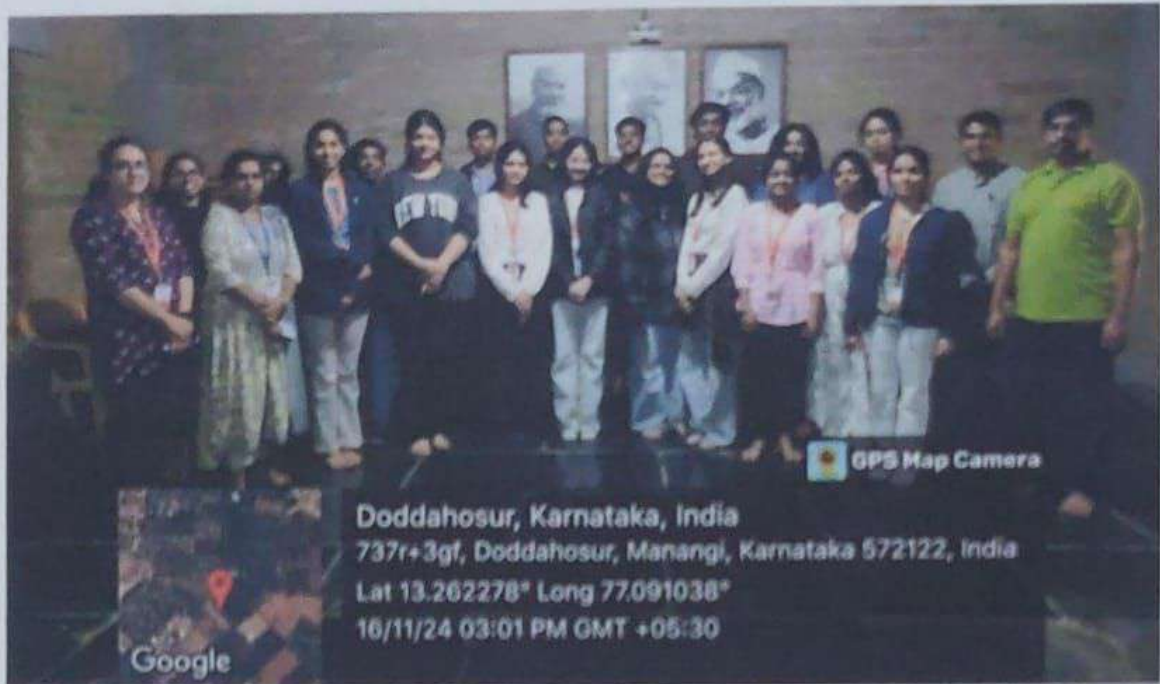 NEW YORK
GPS Map Camera
Doddahosur, Karnataka, India
737r+3gf, Doddahosur, Manangi, Karnataka 572122, India
Lat 13.262278° Long 77.091038°
16/11/24 03:01 PM GMT +05:30
Google